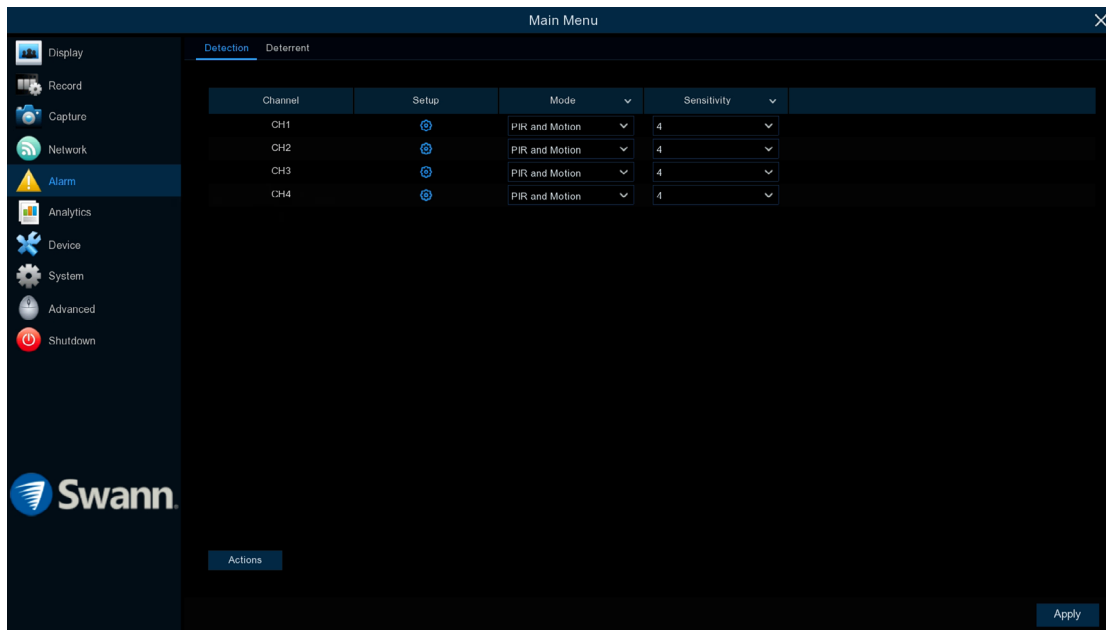 Main Menu
Display
Record
Capture
Network
Alarm
Analytics
Device
System
Advanced
Shutdown
Swann.
Detection Deterrent
Channel Setup Mode Sensitivity
CH1 PIR and Motion 4
CH2 PIR and Motion 4
CH3 PIR and Motion 4
CH4 PIR and Motion 4
Actions
Apply